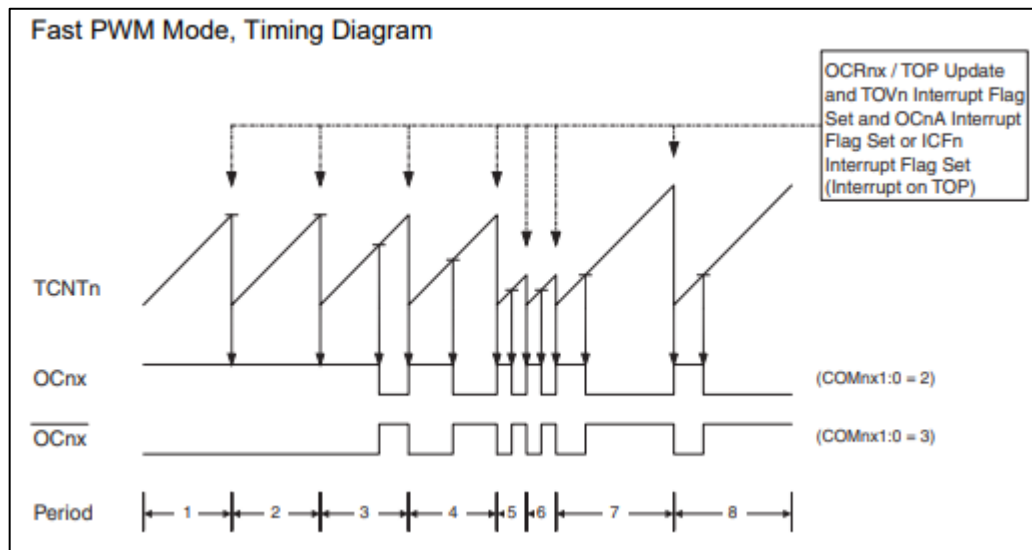 Fast PWM Mode, Timing Diagram
OCRnx / TOP Update
and TOVn Interrupt Flag
Set and OCnA Interrupt
Flag Set or ICFn
Interrupt Flag Set
(Interrupt on TOP)
TCNTn
OCnx
(COMnx1:0 = 2)
OCnx
(COMnx1:0 = 3)
Period
1 2 3 4 5 6 7 8